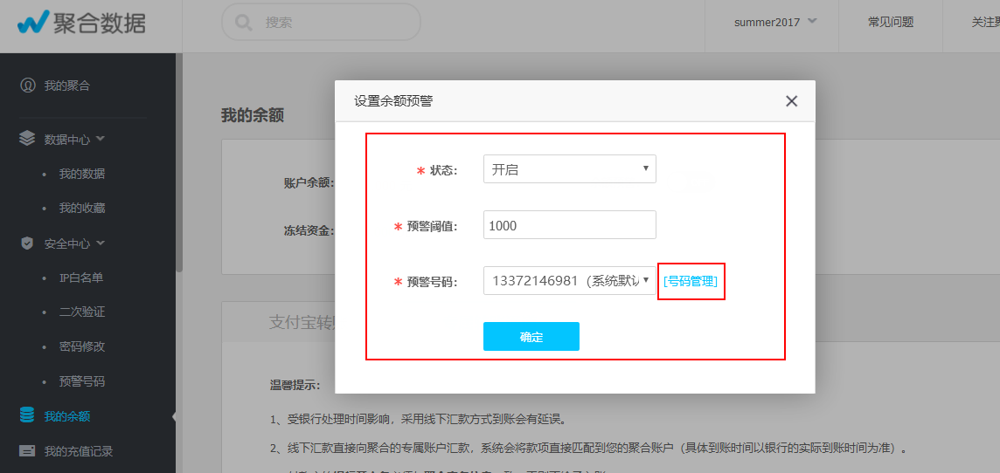 聚合数据
搜索
summer2017
常见问题
关注
我的聚合
数据中心
我的数据
我的收藏
安全中心
IP白名单
二次验证
密码修改
预警号码
我的余额
我的充值记录
我的余额
账户余额:
冻结资金:
设置余额预警
* 状态:
开启
* 预警阈值:
1000
* 预警号码:
13372146981（系统默认
[号码管理]
确定
支付宝转
温馨提示:
1、受银行处理时间影响，采用线下汇款方式到账会有延误。
2、线下汇款直接向聚合的专属账户汇款，系统会将款项直接匹配到您的聚合账户（具体到账时间以银行的实际到账时间为准）。